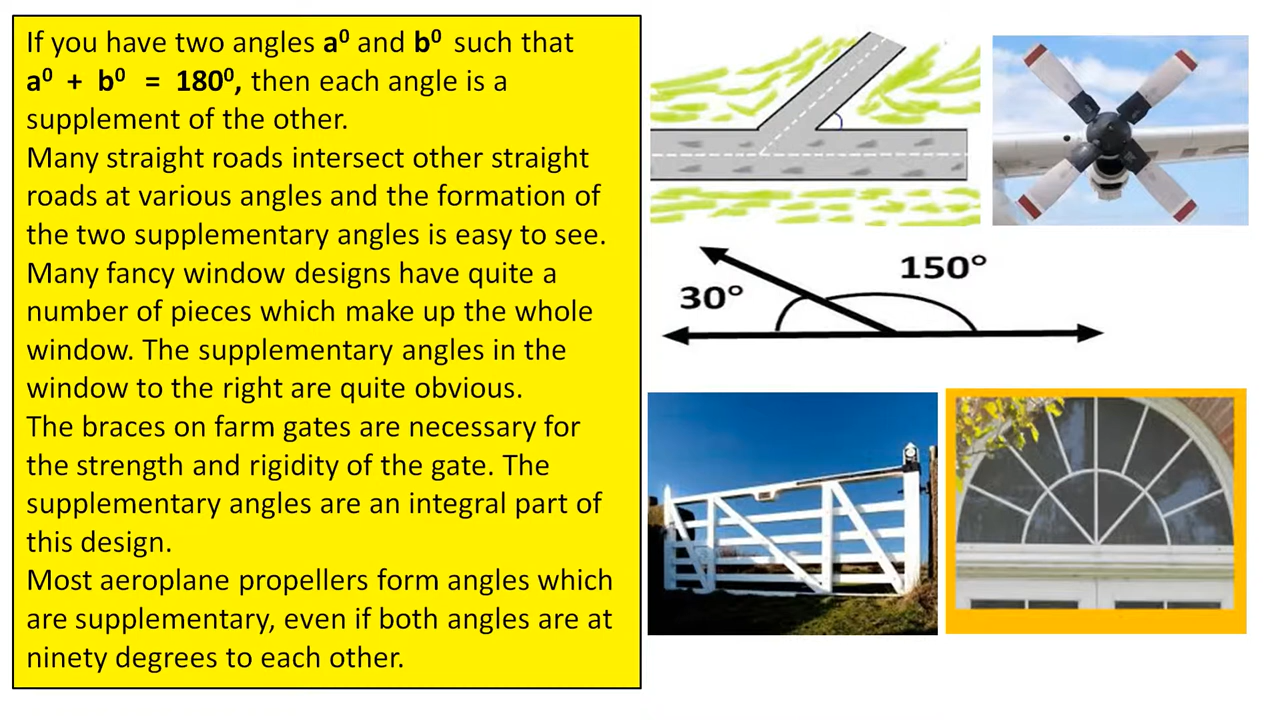 If you have two angles a⁰ and b⁰ such that
a⁰ + b⁰ = 180⁰, then each angle is a
supplement of the other.
Many straight roads intersect other straight
roads at various angles and the formation of
the two supplementary angles is easy to see.
Many fancy window designs have quite a
number of pieces which make up the whole
window. The supplementary angles in the
window to the right are quite obvious.
The braces on farm gates are necessary for
the strength and rigidity of the gate. The
supplementary angles are an integral part of
this design.
Most aeroplane propellers form angles which
are supplementary, even if both angles are at
ninety degrees to each other.
150°
30°